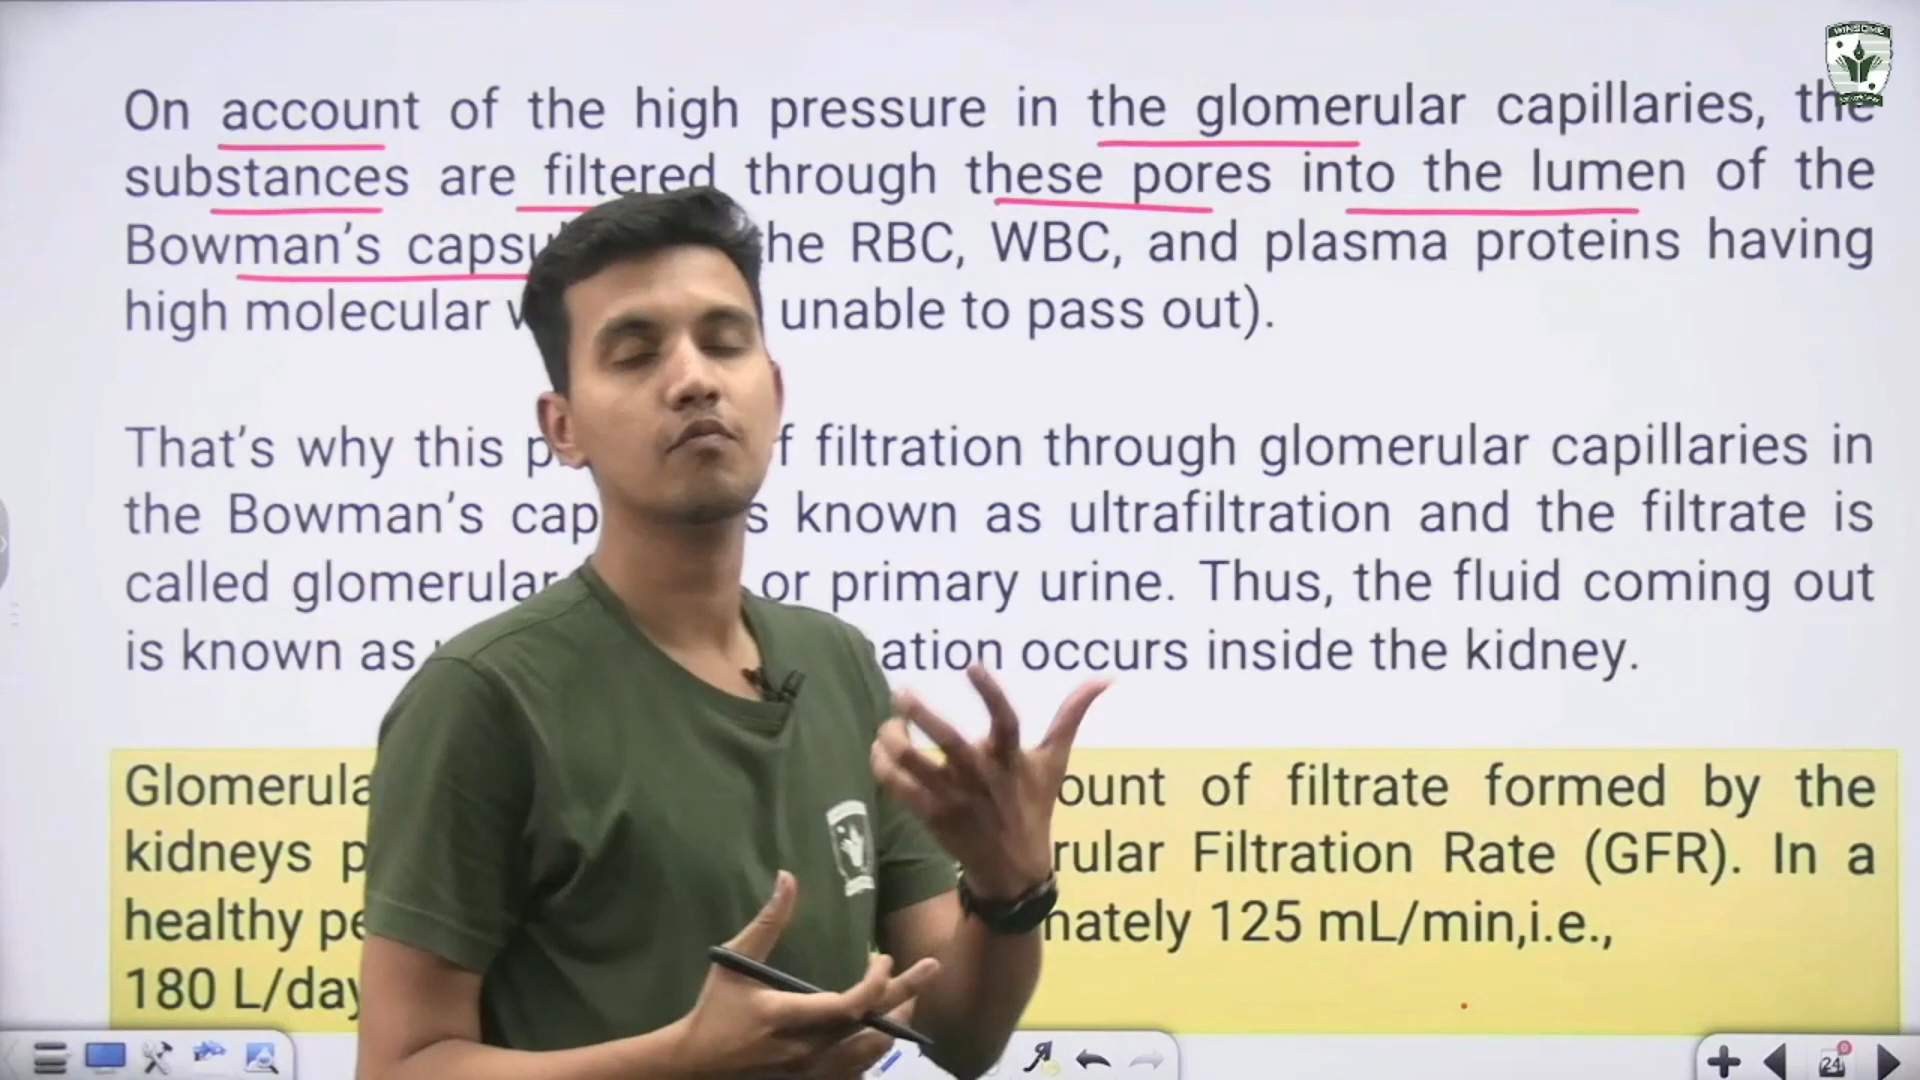 WINSOME
On account of the high pressure in the glomerular capillaries, the
substances are filtered through these pores into the lumen of the
Bowman's capsu he RBC, WBC, and plasma proteins having
high molecular unable to pass out).
That's why this p f filtration through glomerular capillaries in
the Bowman's cap s known as ultrafiltration and the filtrate is
called glomerular or primary urine. Thus, the fluid coming out
is known as ation occurs inside the kidney.
Glomerula ount of filtrate formed by the
kidneys p rular Filtration Rate (GFR). In a
healthy pe nately 125 mL/min,i.e.,
180 L/day
24